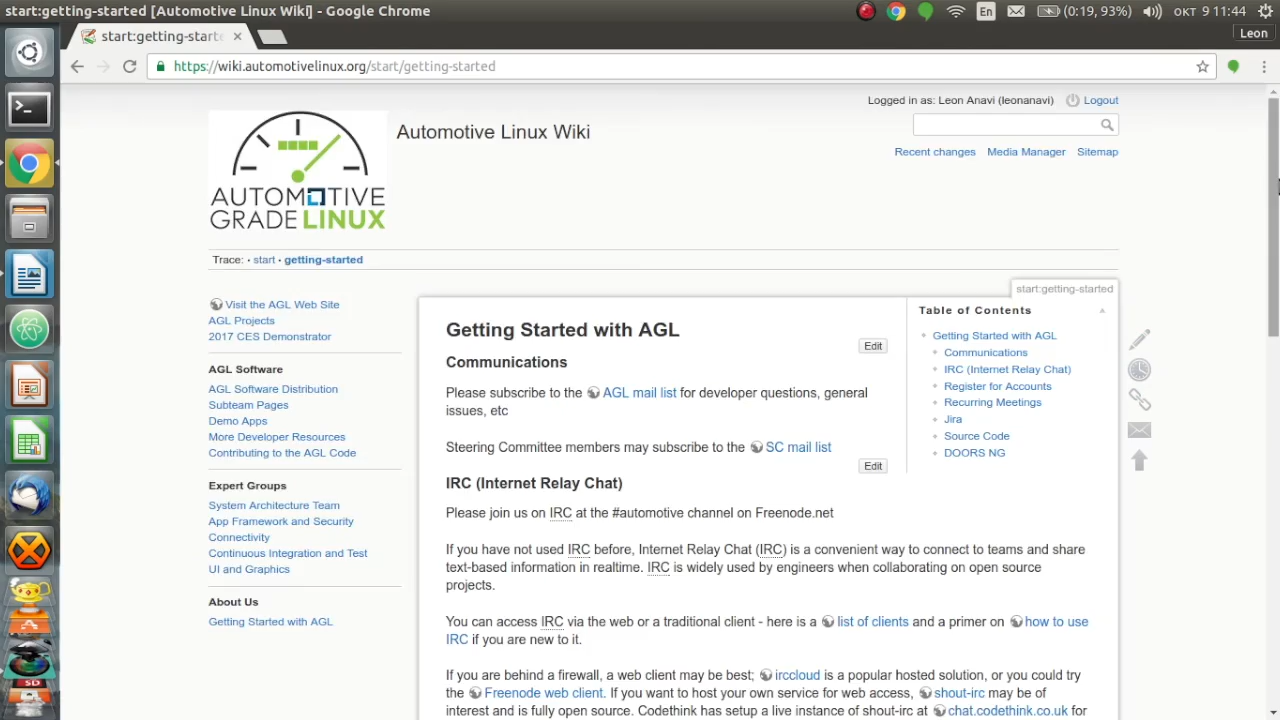 start:getting-started [Automotive Linux Wiki] - Google Chrome
En
(0:19, 93%)
окт 9 11:44
start:getting-starte
Leon
https://wiki.automotivelinux.org/start/getting-started
Logged in as: Leon Anavi (leonanavi)
Logout
AUTOMOTIVE
GRADE LINUX
Automotive Linux Wiki
Recent changes
Media Manager
Sitemap
Trace: • start • getting-started
start:getting-started
Visit the AGL Web Site
AGL Projects
2017 CES Demonstrator
AGL Software
AGL Software Distribution
Subteam Pages
Demo Apps
More Developer Resources
Contributing to the AGL Code
Expert Groups
System Architecture Team
App Framework and Security
Connectivity
Continuous Integration and Test
UI and Graphics
About Us
Getting Started with AGL
Getting Started with AGL
Edit
Communications
Please subscribe to the AGL mail list for developer questions, general
issues, etc
Steering Committee members may subscribe to the SC mail list
Edit
IRC (Internet Relay Chat)
Please join us on IRC at the #automotive channel on Freenode.net
If you have not used IRC before, Internet Relay Chat (IRC) is a convenient way to connect to teams and share
text-based information in realtime. IRC is widely used by engineers when collaborating on open source
projects.
You can access IRC via the web or a traditional client - here is a list of clients and a primer on how to use
IRC if you are new to it.
If you are behind a firewall, a web client may be best; irccloud is a popular hosted solution, or you could try
the Freenode web client. If you want to host your own service for web access, shout-irc may be of
interest and is fully open source. Codethink has setup a live instance of shout-irc at chat.codethink.co.uk for
Table of Contents
Getting Started with AGL
Communications
IRC (Internet Relay Chat)
Register for Accounts
Recurring Meetings
Jira
Source Code
DOORS NG
SD